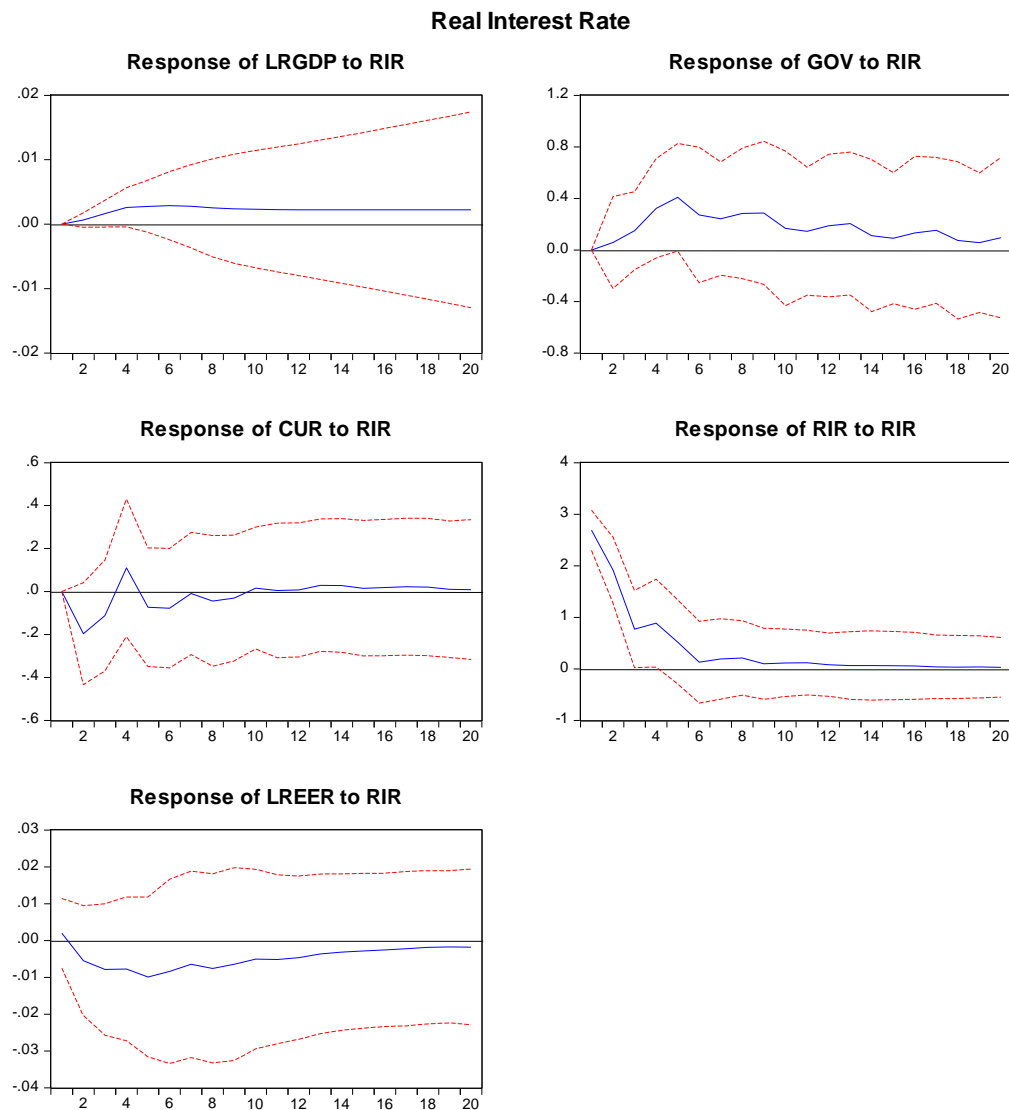 Real Interest Rate
Response of LRGDP to RIR
.02
.01
.00
-.01
-.02
2 4 6 8 10 12 14 16 18 20
Response of GOV to RIR
1.2
0.8
0.4
0.0
-0.4
-0.8
2 4 6 8 10 12 14 16 18 20
Response of CUR to RIR
.6
.4
.2
.0
-.2
-.4
-.6
2 4 6 8 10 12 14 16 18 20
Response of RIR to RIR
4
3
2
1
0
-1
2 4 6 8 10 12 14 16 18 20
Response of LREER to RIR
.03
.02
.01
.00
-.01
-.02
-.03
-.04
2 4 6 8 10 12 14 16 18 20